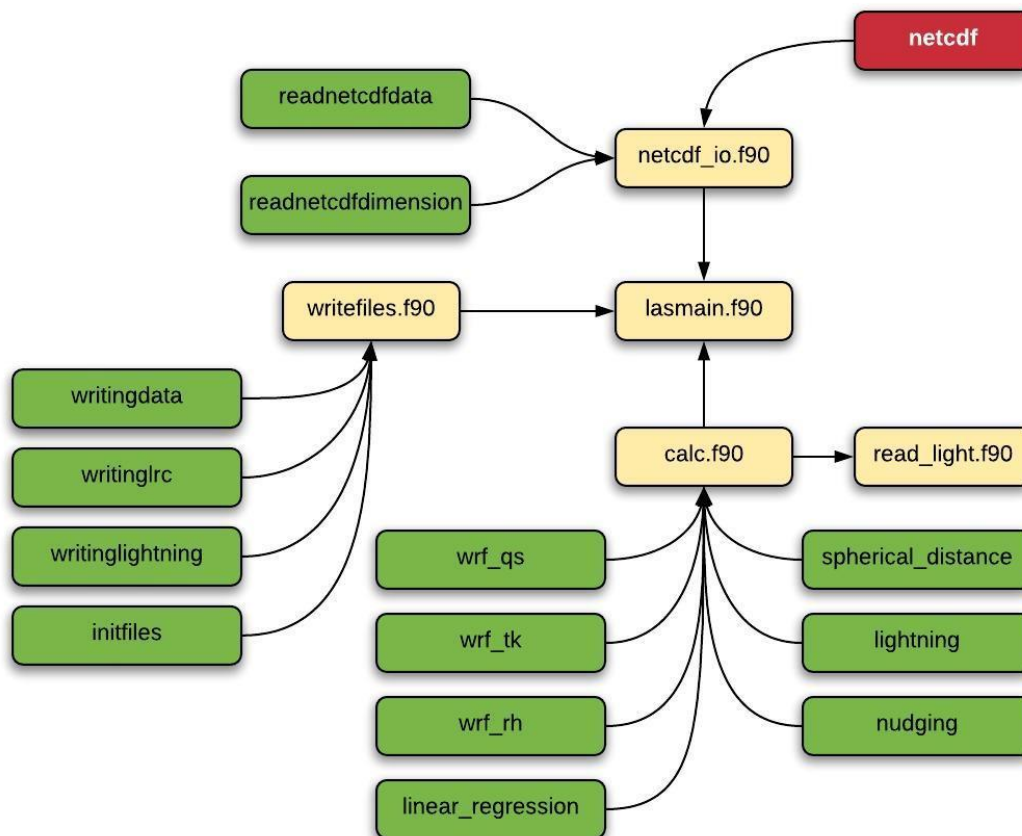 netcdf
readnetcdfdata
netcdf_io.f90
readnetcdfdimension
writefiles.f90
lasmain.f90
writingdata
calc.f90
read_light.f90
writinglrc
writinglightning
wrf_qs
spherical_distance
initfiles
wrf_tk
lightning
wrf_rh
nudging
linear_regression